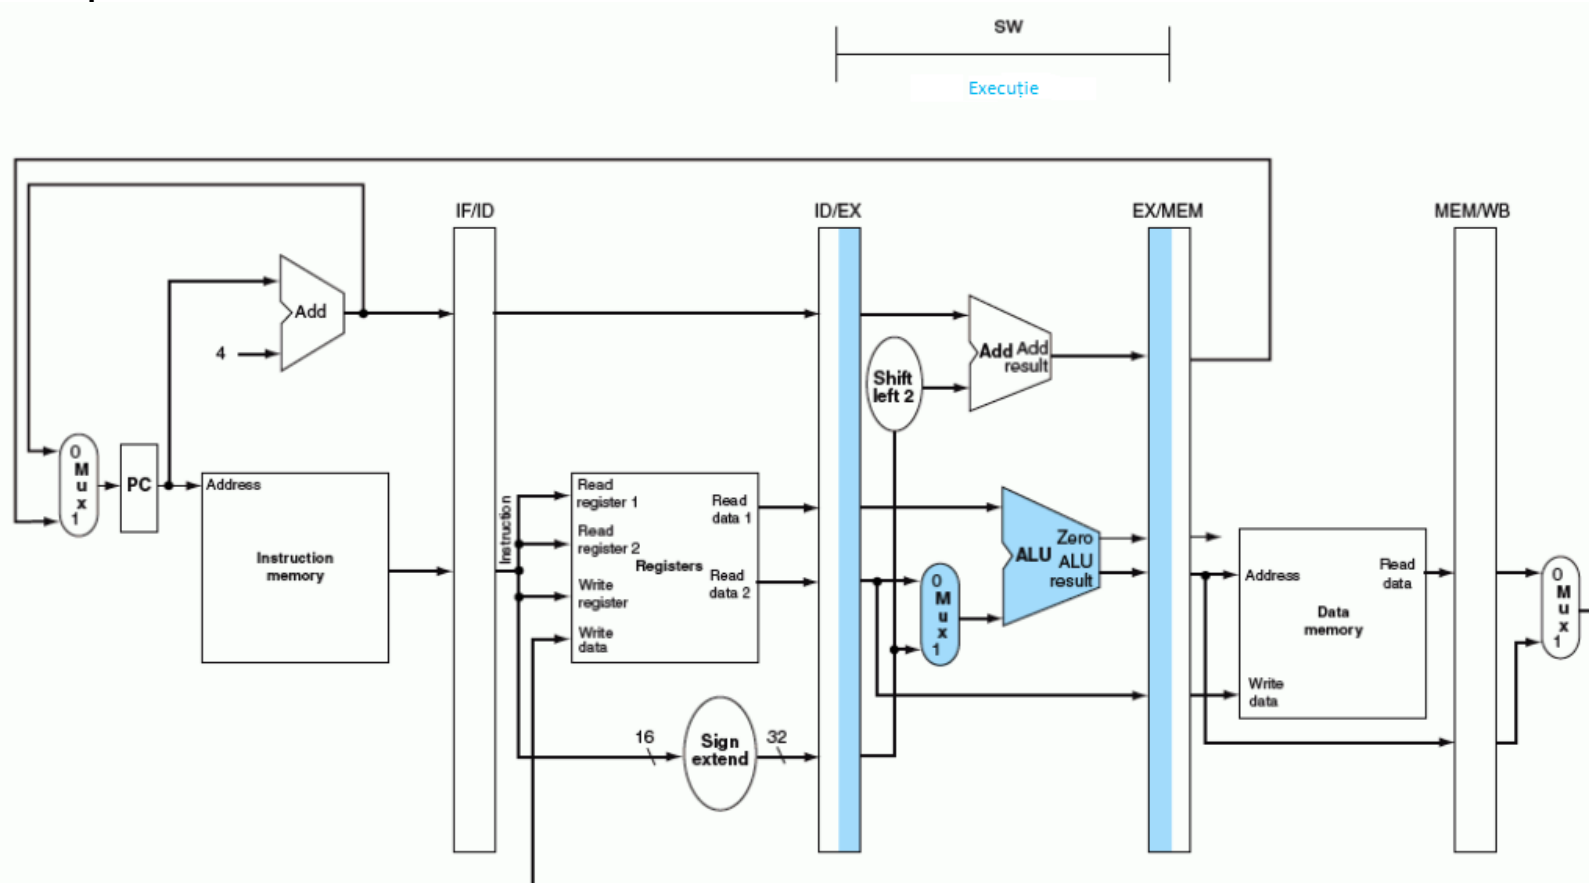 SW
Execuție
IF/ID
ID/EX
EX/MEM
MEM/WB
Add
4
Add Add
result
Shift
left 2
0
M
u
x
1
PC
Address
Instruction
memory
Instruction
Read
register 1
Read
register 2
Write
register
Write
data
Registers
Read
data 1
Read
data 2
16
Sign
extend
32
0
M
u
x
1
ALU
Zero
ALU
result
Address
Read
data
Data
memory
Write
data
0
M
u
x
1